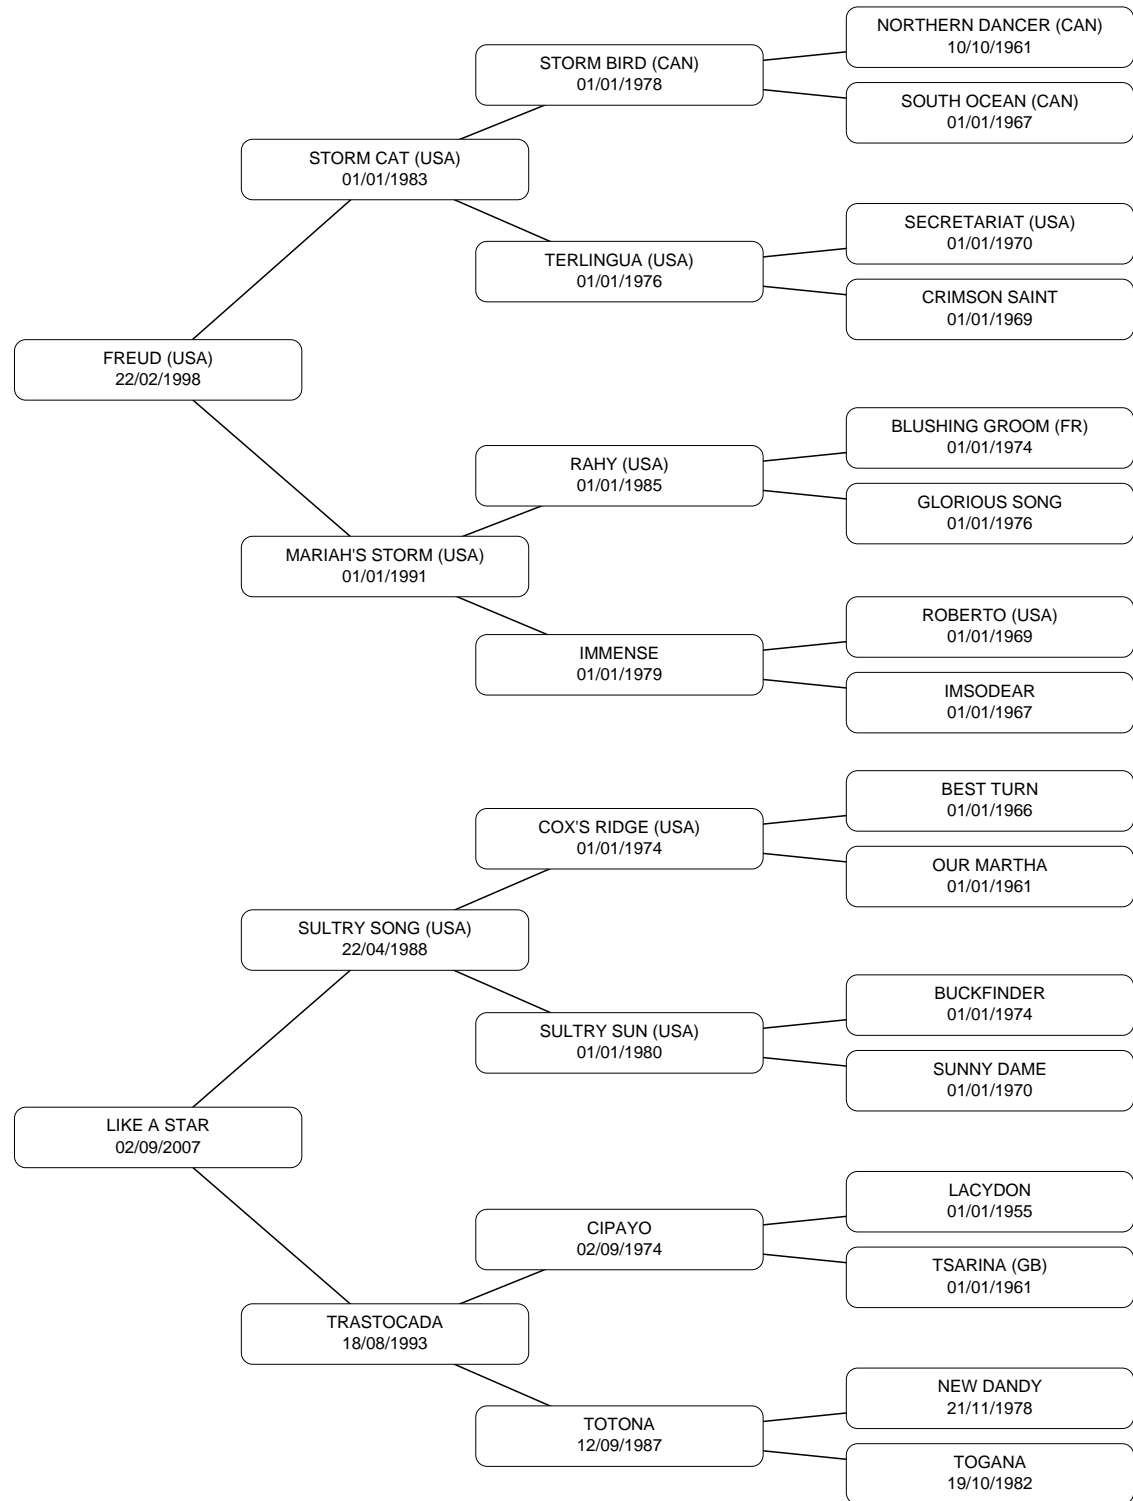 NORTHERN DANCER (CAN)
10/10/1961
STORM BIRD (CAN)
01/01/1978
SOUTH OCEAN (CAN)
01/01/1967
STORM CAT (USA)
01/01/1983
SECRETARIAT (USA)
01/01/1970
TERLINGUA (USA)
01/01/1976
CRIMSON SAINT
01/01/1969
FREUD (USA)
22/02/1998
BLUSHING GROOM (FR)
01/01/1974
RAHY (USA)
01/01/1985
GLORIOUS SONG
01/01/1976
MARIAH'S STORM (USA)
01/01/1991
ROBERTO (USA)
01/01/1969
IMMENSE
01/01/1979
IMSODEAR
01/01/1967
BEST TURN
01/01/1966
COX'S RIDGE (USA)
01/01/1974
OUR MARTHA
01/01/1961
SULTRY SONG (USA)
22/04/1988
BUCKFINDER
01/01/1974
SULTRY SUN (USA)
01/01/1980
SUNNY DAME
01/01/1970
LIKE A STAR
02/09/2007
LACYDON
01/01/1955
CIPAYO
02/09/1974
TSARINA (GB)
01/01/1961
TRASTOCADA
18/08/1993
NEW DANDY
21/11/1978
TOTONA
12/09/1987
TOGANA
19/10/1982